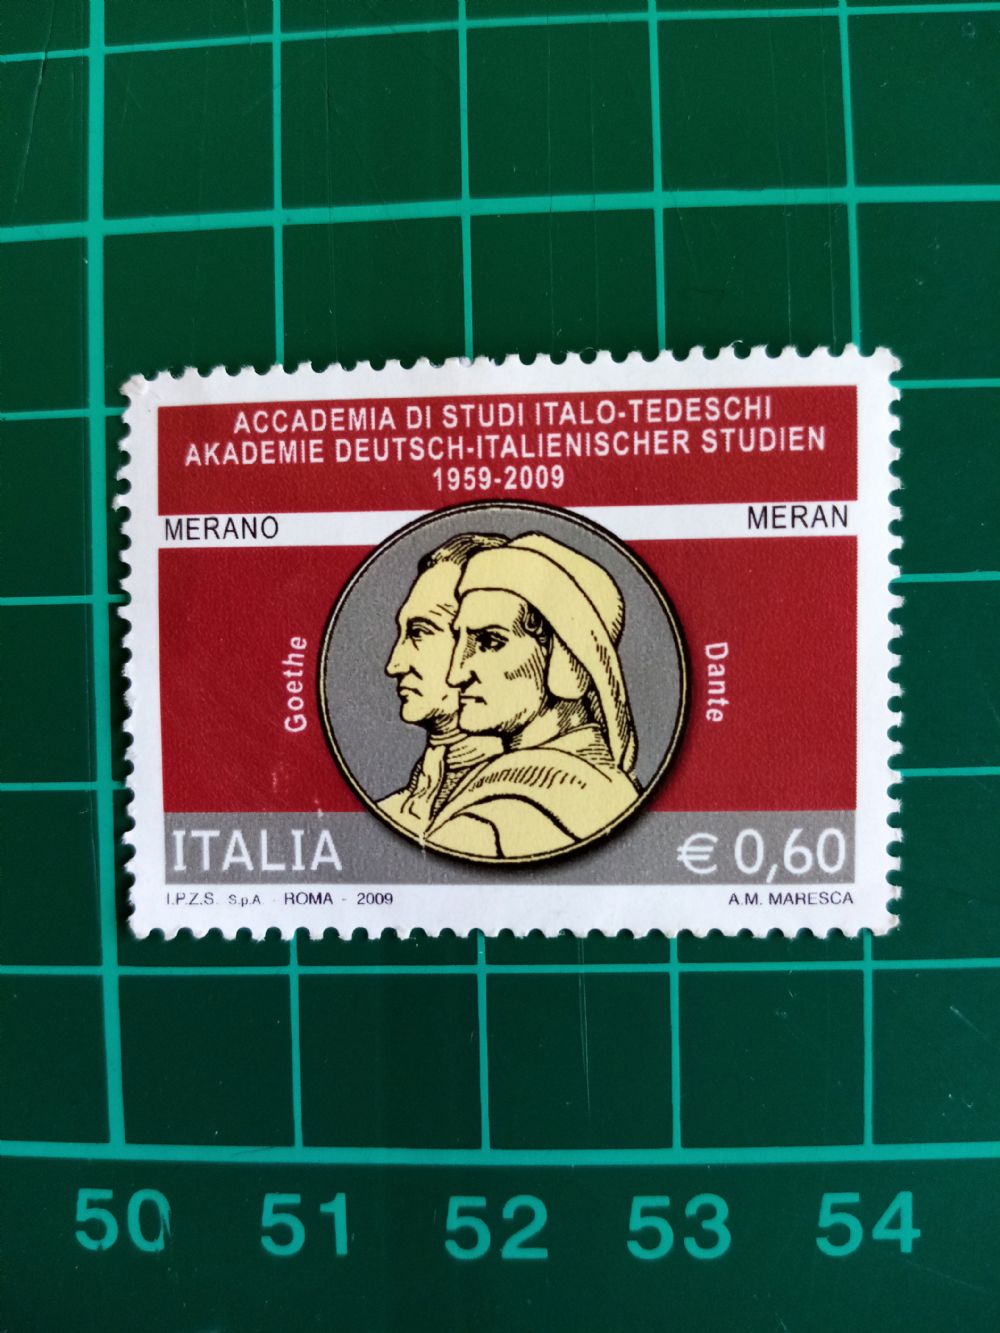 ACCADEMIA DI STUDI ITALO-TEDESCHI
AKADEMIE DEUTSCH-ITALIENISCHER STUDIEN
1959-2009
MERANO
MERAN
Goethe
Dante
ITALIA
€ 0,60
I.P.Z.S. S.p.A. - ROMA - 2009
A.M. MARESCA
50 51 52 53 54